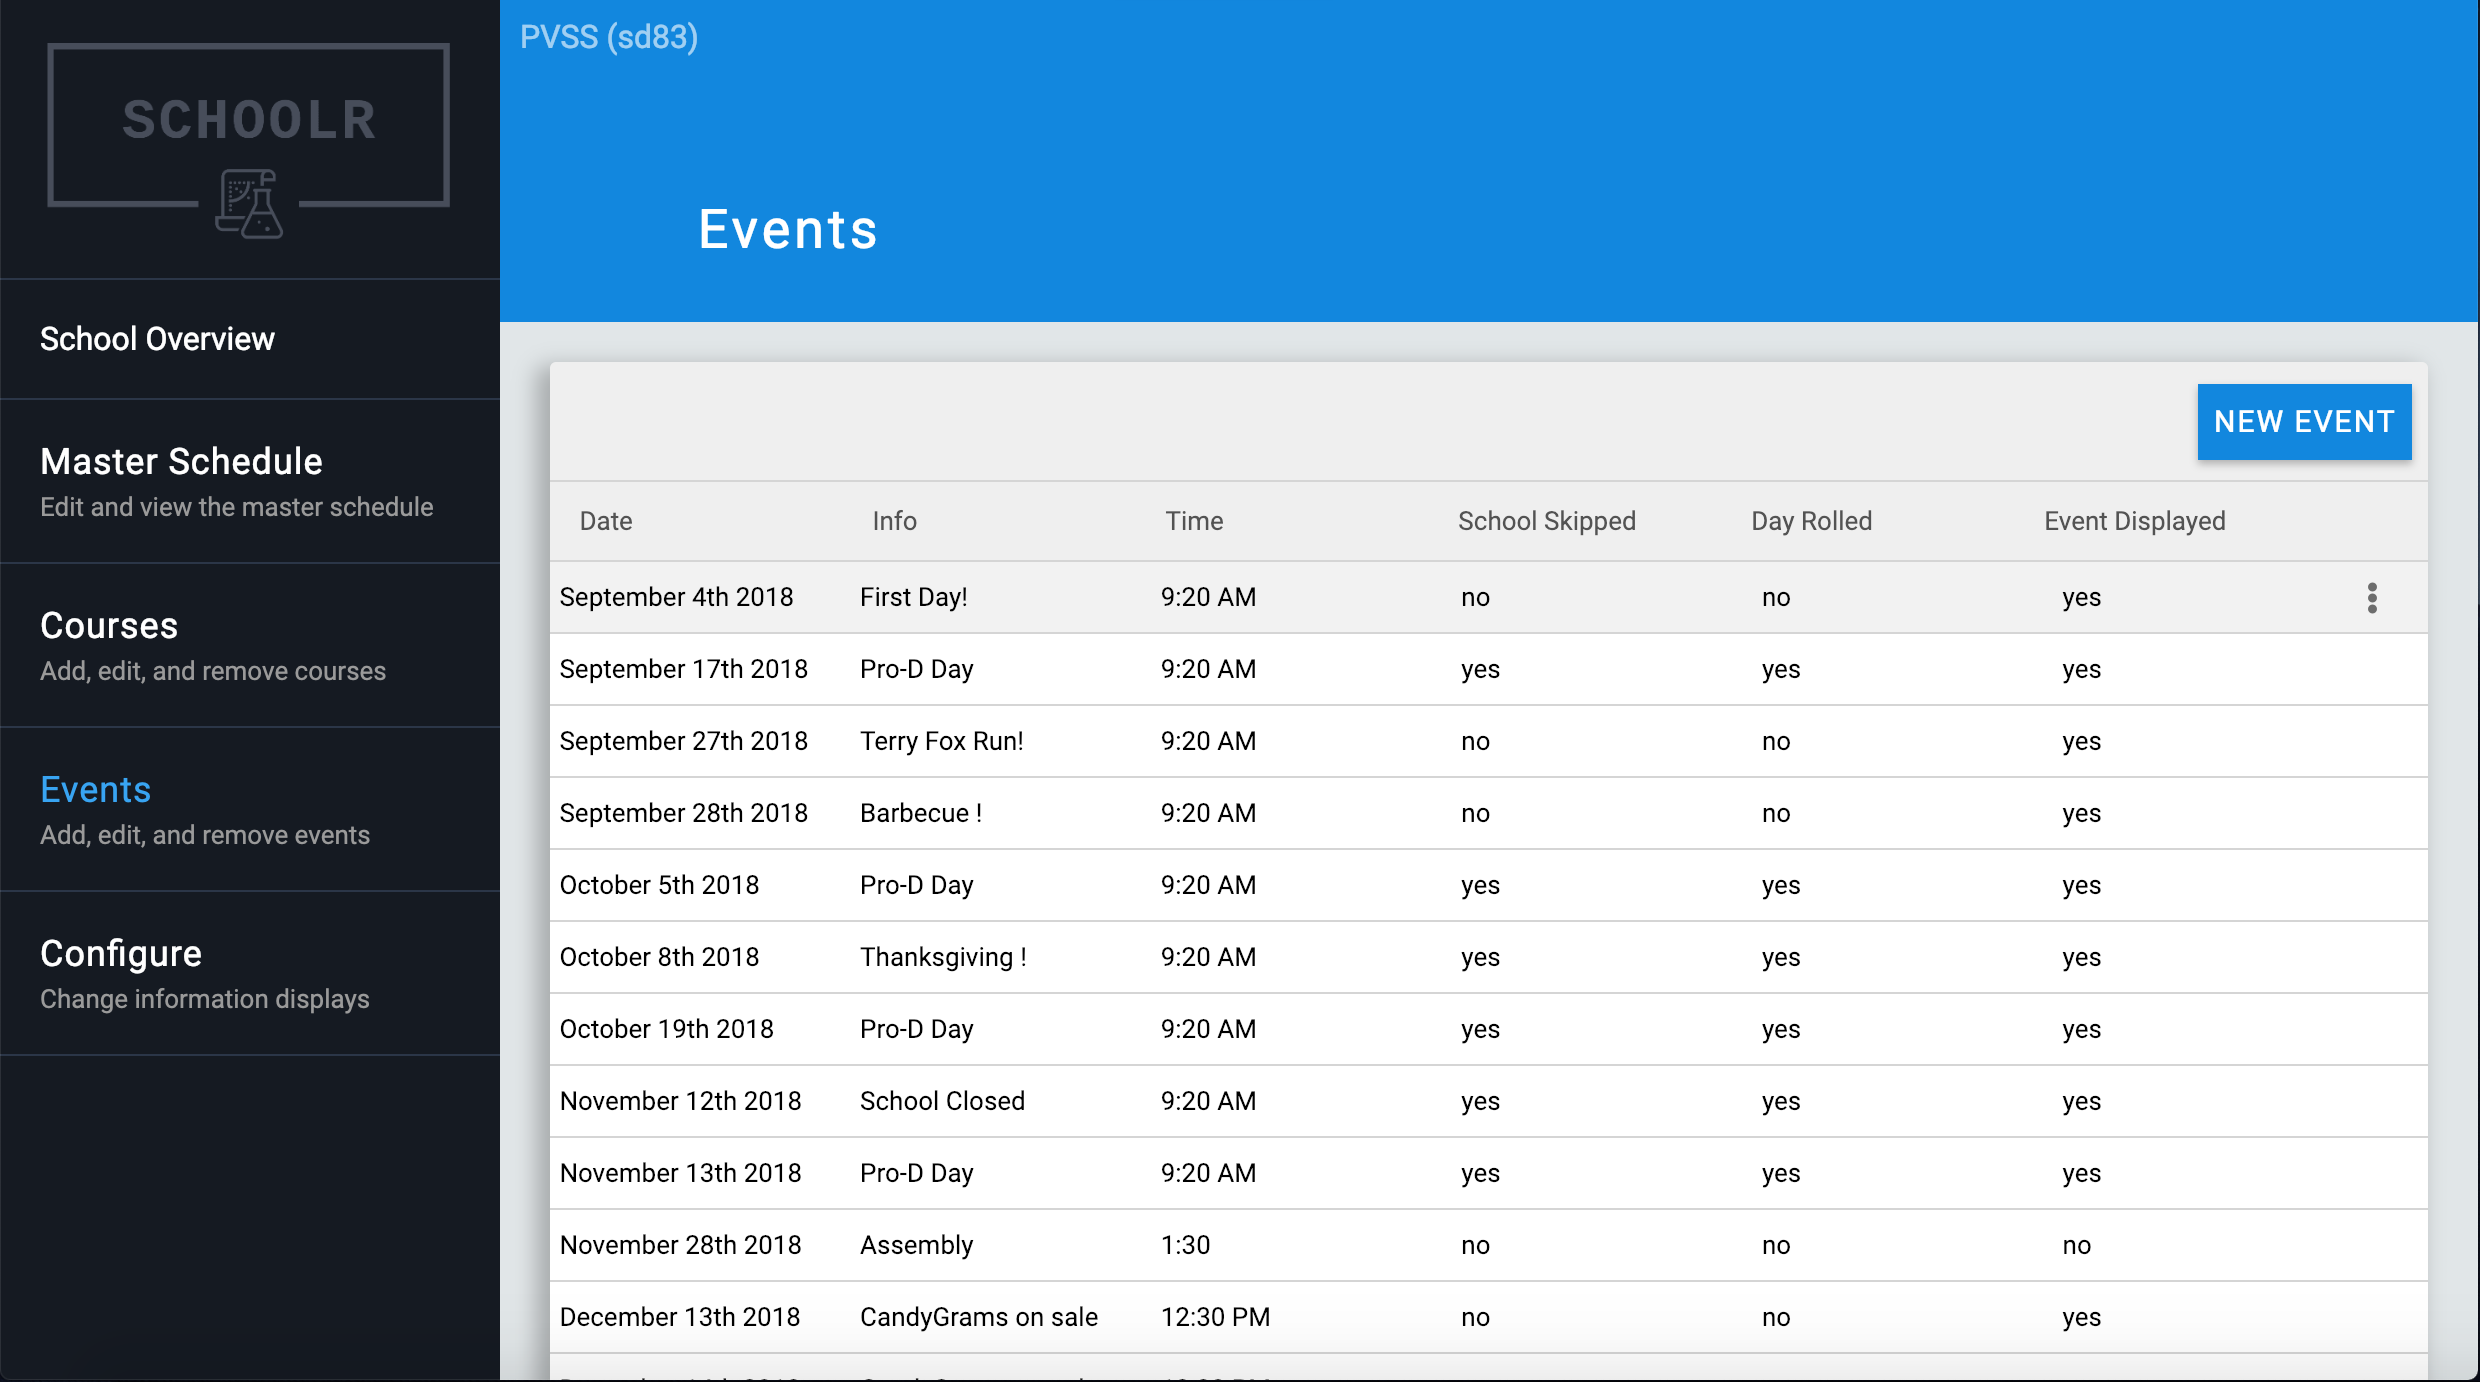 PVSS (sd83)
SCHOOLR
Events
School Overview
Master Schedule
Edit and view the master schedule
Courses
Add, edit, and remove courses
Events
Add, edit, and remove events
Configure
Change information displays
NEW EVENT
Date Info Time School Skipped Day Rolled Event Displayed
September 4th 2018 First Day! 9:20 AM no no yes
September 17th 2018 Pro-D Day 9:20 AM yes yes yes
September 27th 2018 Terry Fox Run! 9:20 AM no no yes
September 28th 2018 Barbecue ! 9:20 AM no no yes
October 5th 2018 Pro-D Day 9:20 AM yes yes yes
October 8th 2018 Thanksgiving ! 9:20 AM yes yes yes
October 19th 2018 Pro-D Day 9:20 AM yes yes yes
November 12th 2018 School Closed 9:20 AM yes yes yes
November 13th 2018 Pro-D Day 9:20 AM yes yes yes
November 28th 2018 Assembly 1:30 no no no
December 13th 2018 CandyGrams on sale 12:30 PM no no yes